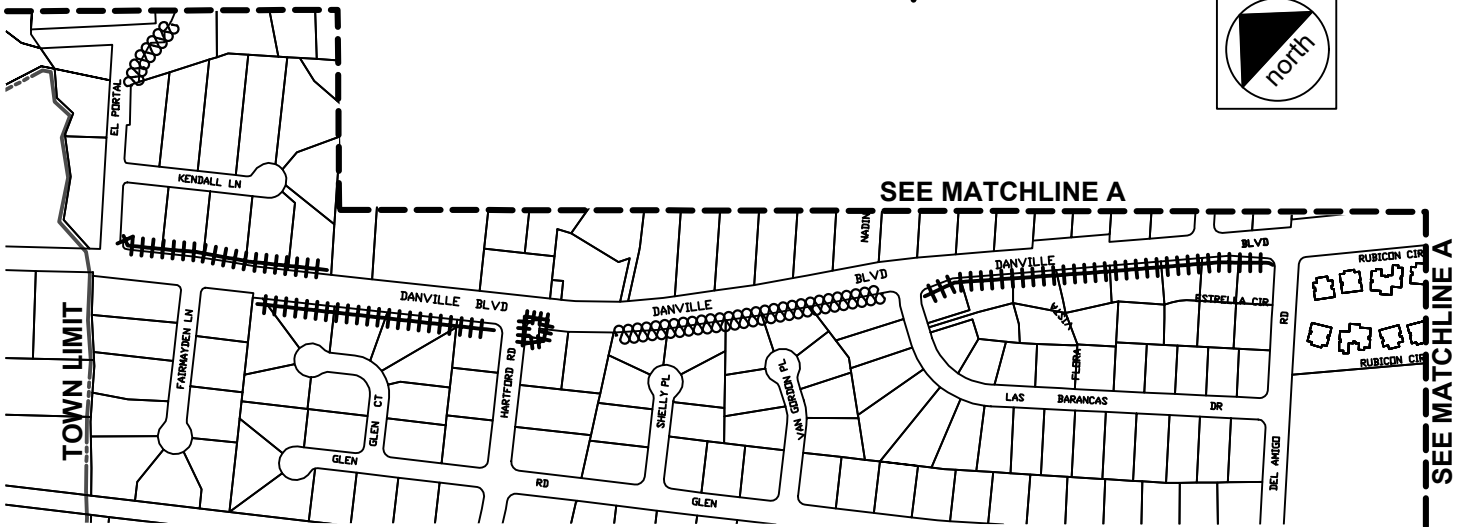 north
SEE MATCHLINE A
EL PORTAL
KENDALL LN
NADIN
BLVD
DANVILLE
BLVD
RUBICON CIR
SEE MATCHLINE A
DANVILLE BLVD
DANVILLE
ESTRELLA CIR
VISTA
FLORA
RD
RUBICON CIR
TOWN LIMIT
FAIRMAYDEN LN
GLEN CT
HARTFORD RD
SHELLY PL
VAN GORDON PL
LAS BARANCAS DR
GLEN
RD
GLEN
DEL AMIGO